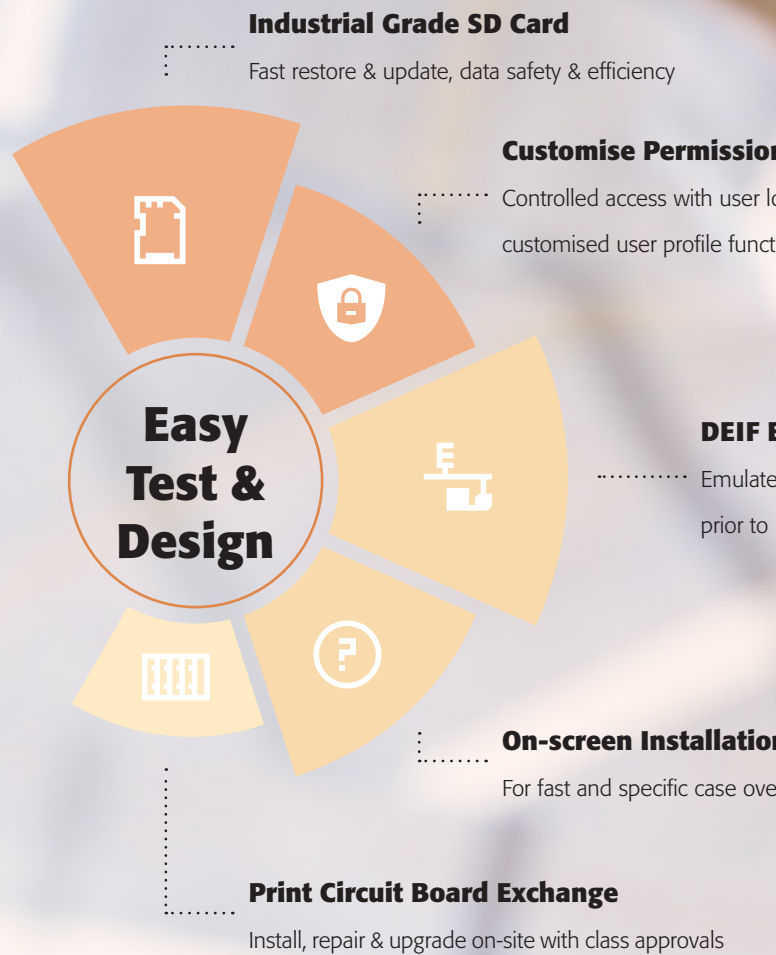 Industrial Grade SD Card
Fast restore & update, data safety & efficiency
Customise Permission
Controlled access with user lo
customised user profile funct
Easy
Test &
Design
DEIF E
Emulate
prior to
On-screen Installation
For fast and specific case ove
Print Circuit Board Exchange
Install, repair & upgrade on-site with class approvals